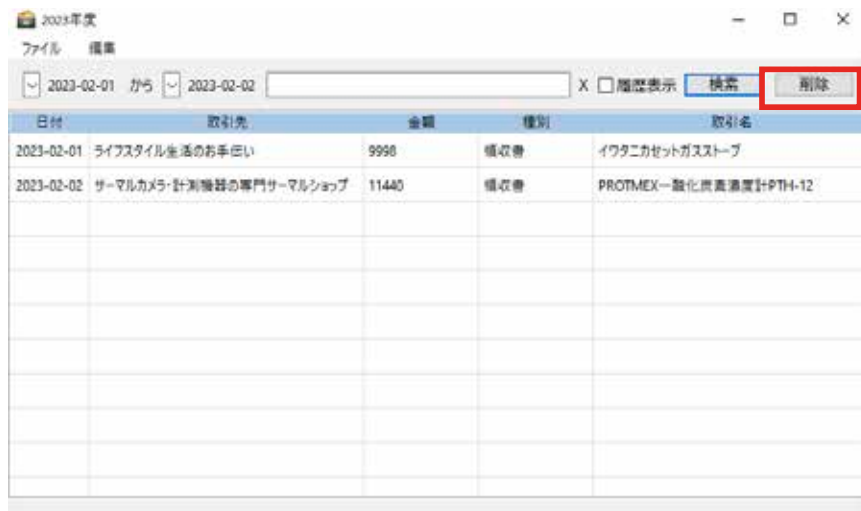 2023年度
ファイル 編集
2023-02-01 から 2023-02-02 X 履歴表示 検索 削除
日付 取引先 金額 種別 取引名
2023-02-01 ライフスタイル生活のお手伝い 9998 領収書 イワタニカセットガスストーブ
2023-02-02 サーマルカメラ・計測機器の専門サーマルショップ 11440 領収書 PROTMEX一酸化炭素濃度計PTH-12